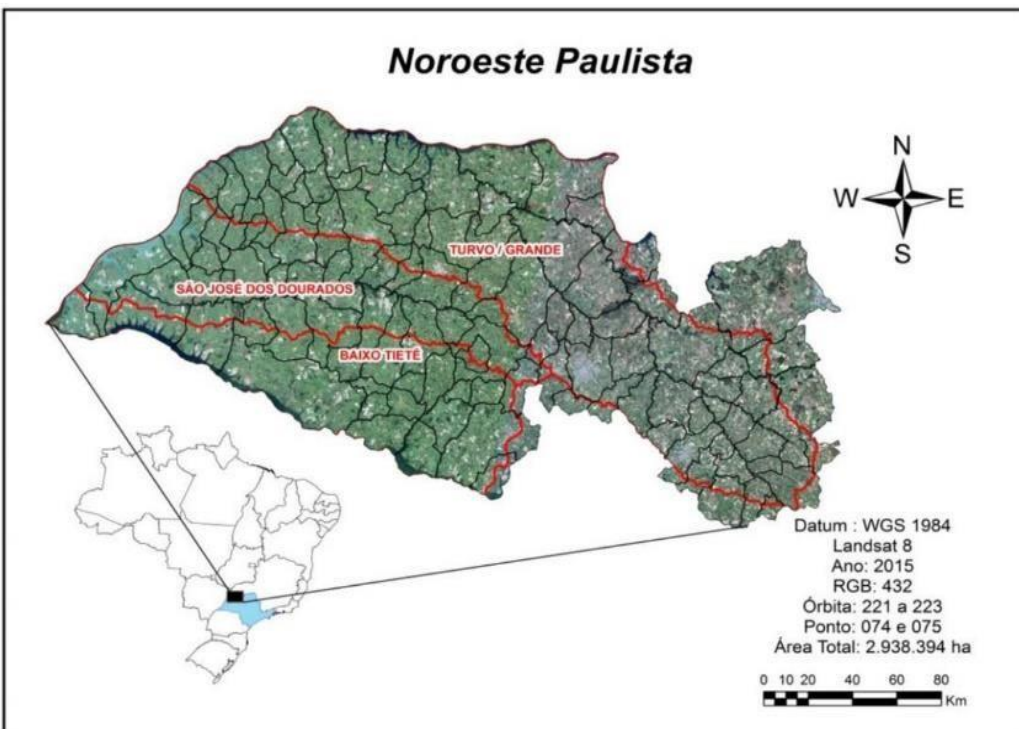 Noroeste Paulista
N
W E
S
TURVO / GRANDE
SÃO JOSÉ DOS DOURADOS
BAIXO TIETÊ
Datum : WGS 1984
Landsat 8
Ano: 2015
RGB: 432
Órbita: 221 a 223
Ponto: 074 e 075
Área Total: 2.938.394 ha
0 10 20 40 60 80
Km